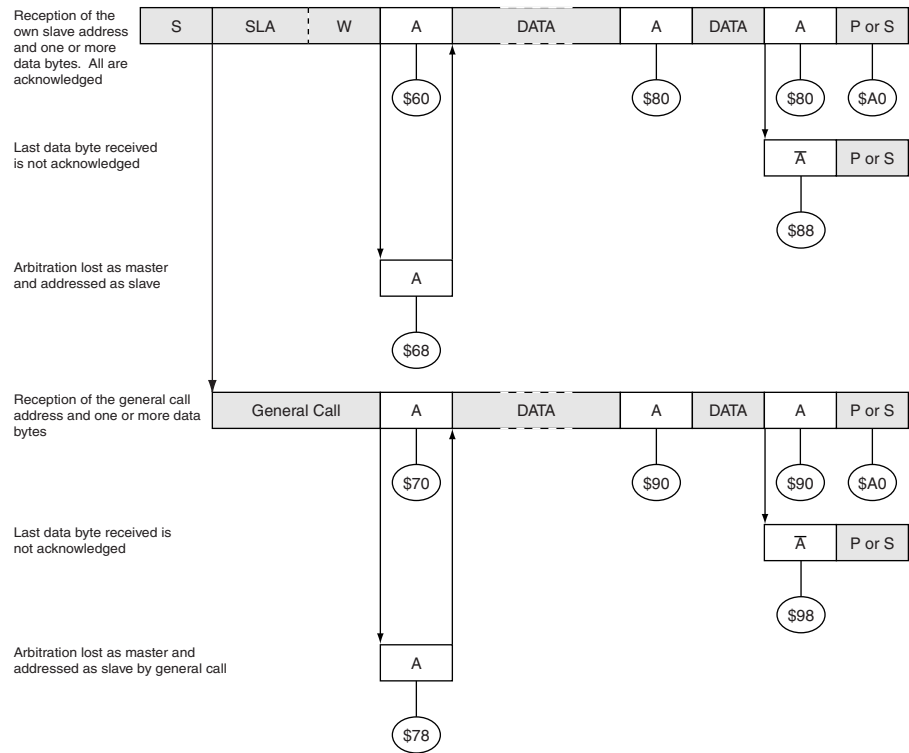 Reception of the
own slave address
and one or more
data bytes. All are
acknowledged
S SLA W A DATA A DATA A P or S
$60 $80 $80 $A0
Last data byte received
is not acknowledged
A̅ P or S
$88
Arbitration lost as master
and addressed as slave
A
$68
Reception of the general call
address and one or more data
bytes
General Call A DATA A DATA A P or S
$70 $90 $90 $A0
Last data byte received is
not acknowledged
A̅ P or S
$98
Arbitration lost as master and
addressed as slave by general call
A
$78